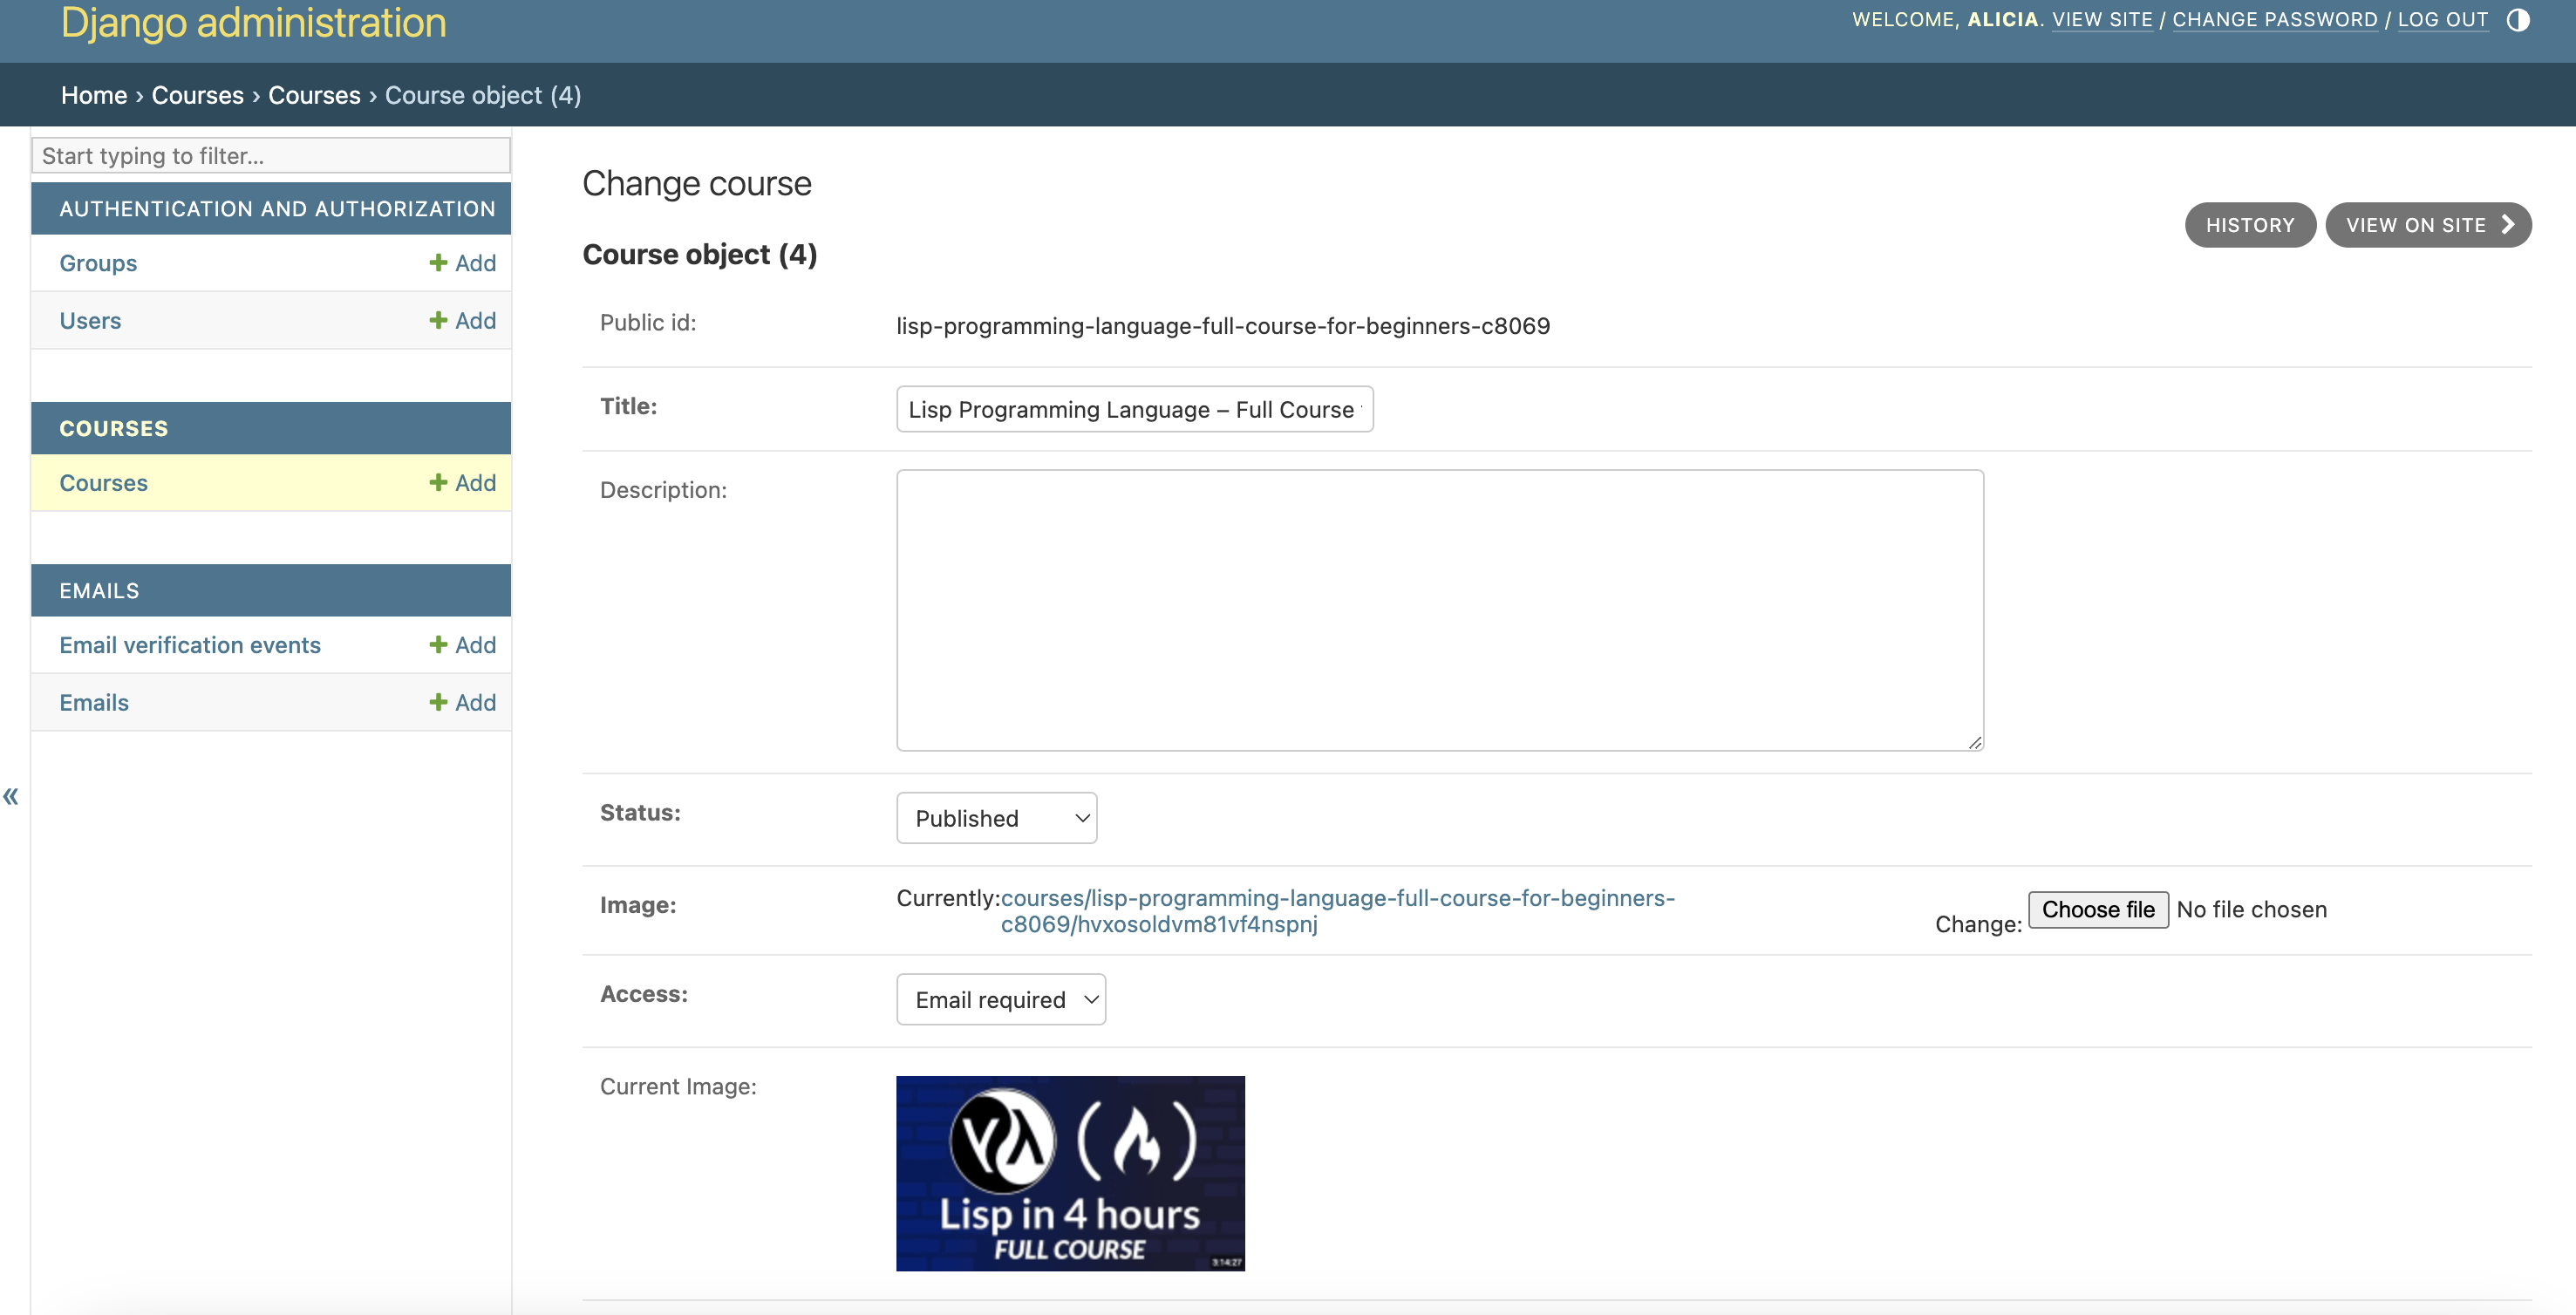 Django administration
WELCOME, ALICIA. VIEW SITE / CHANGE PASSWORD / LOG OUT
Home › Courses › Courses › Course object (4)
Start typing to filter...
AUTHENTICATION AND AUTHORIZATION
Groups + Add
Users + Add
COURSES
Courses + Add
EMAILS
Email verification events + Add
Emails + Add
«
Change course
HISTORY VIEW ON SITE
Course object (4)
Public id: lisp-programming-language-full-course-for-beginners-c8069
Title: Lisp Programming Language – Full Course
Description:
Status: Published
Image: Currently: courses/lisp-programming-language-full-course-for-beginners-
c8069/hvxosoldvm81vf4nspnj
Change: Choose file No file chosen
Access: Email required
Current Image:
Lisp in 4 hours
FULL COURSE
3:14:27